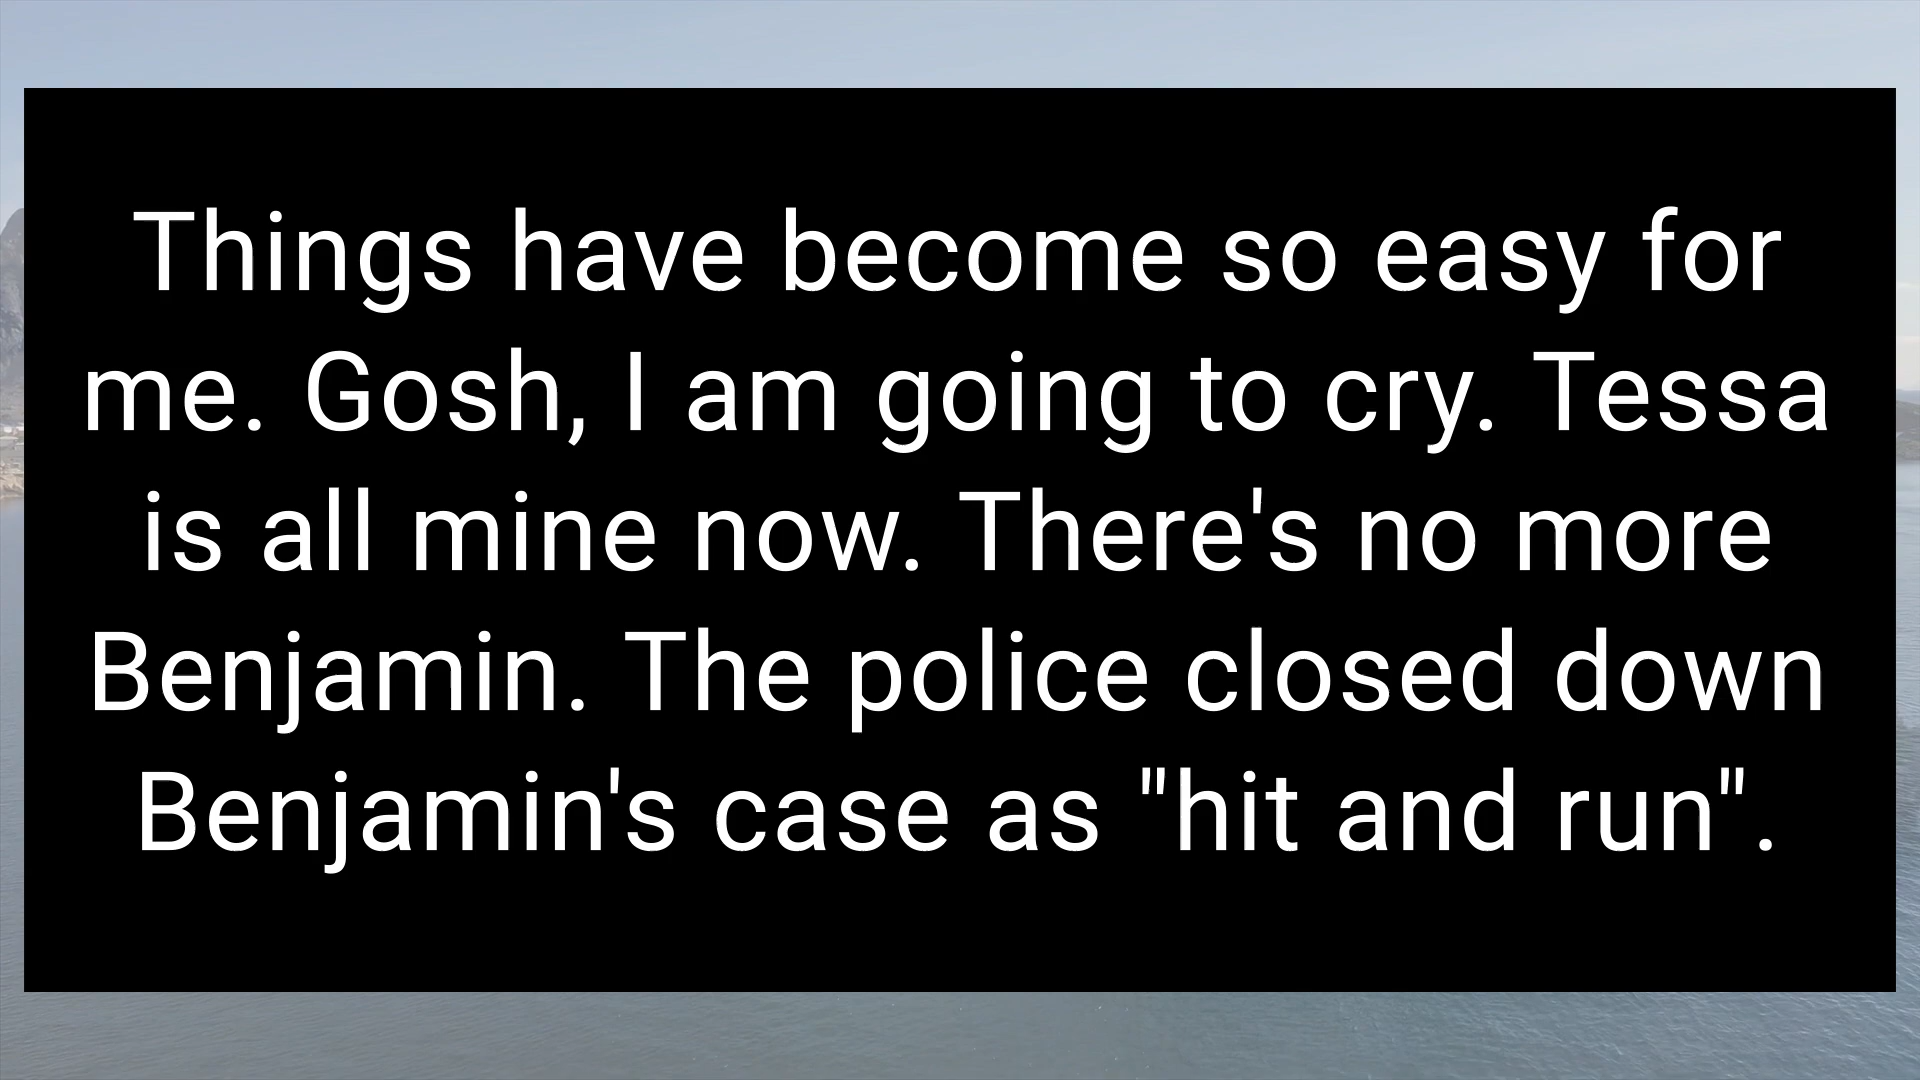 Things have become so easy for
me. Gosh, I am going to cry. Tessa
is all mine now. There's no more
Benjamin. The police closed down
Benjamin's case as "hit and run".